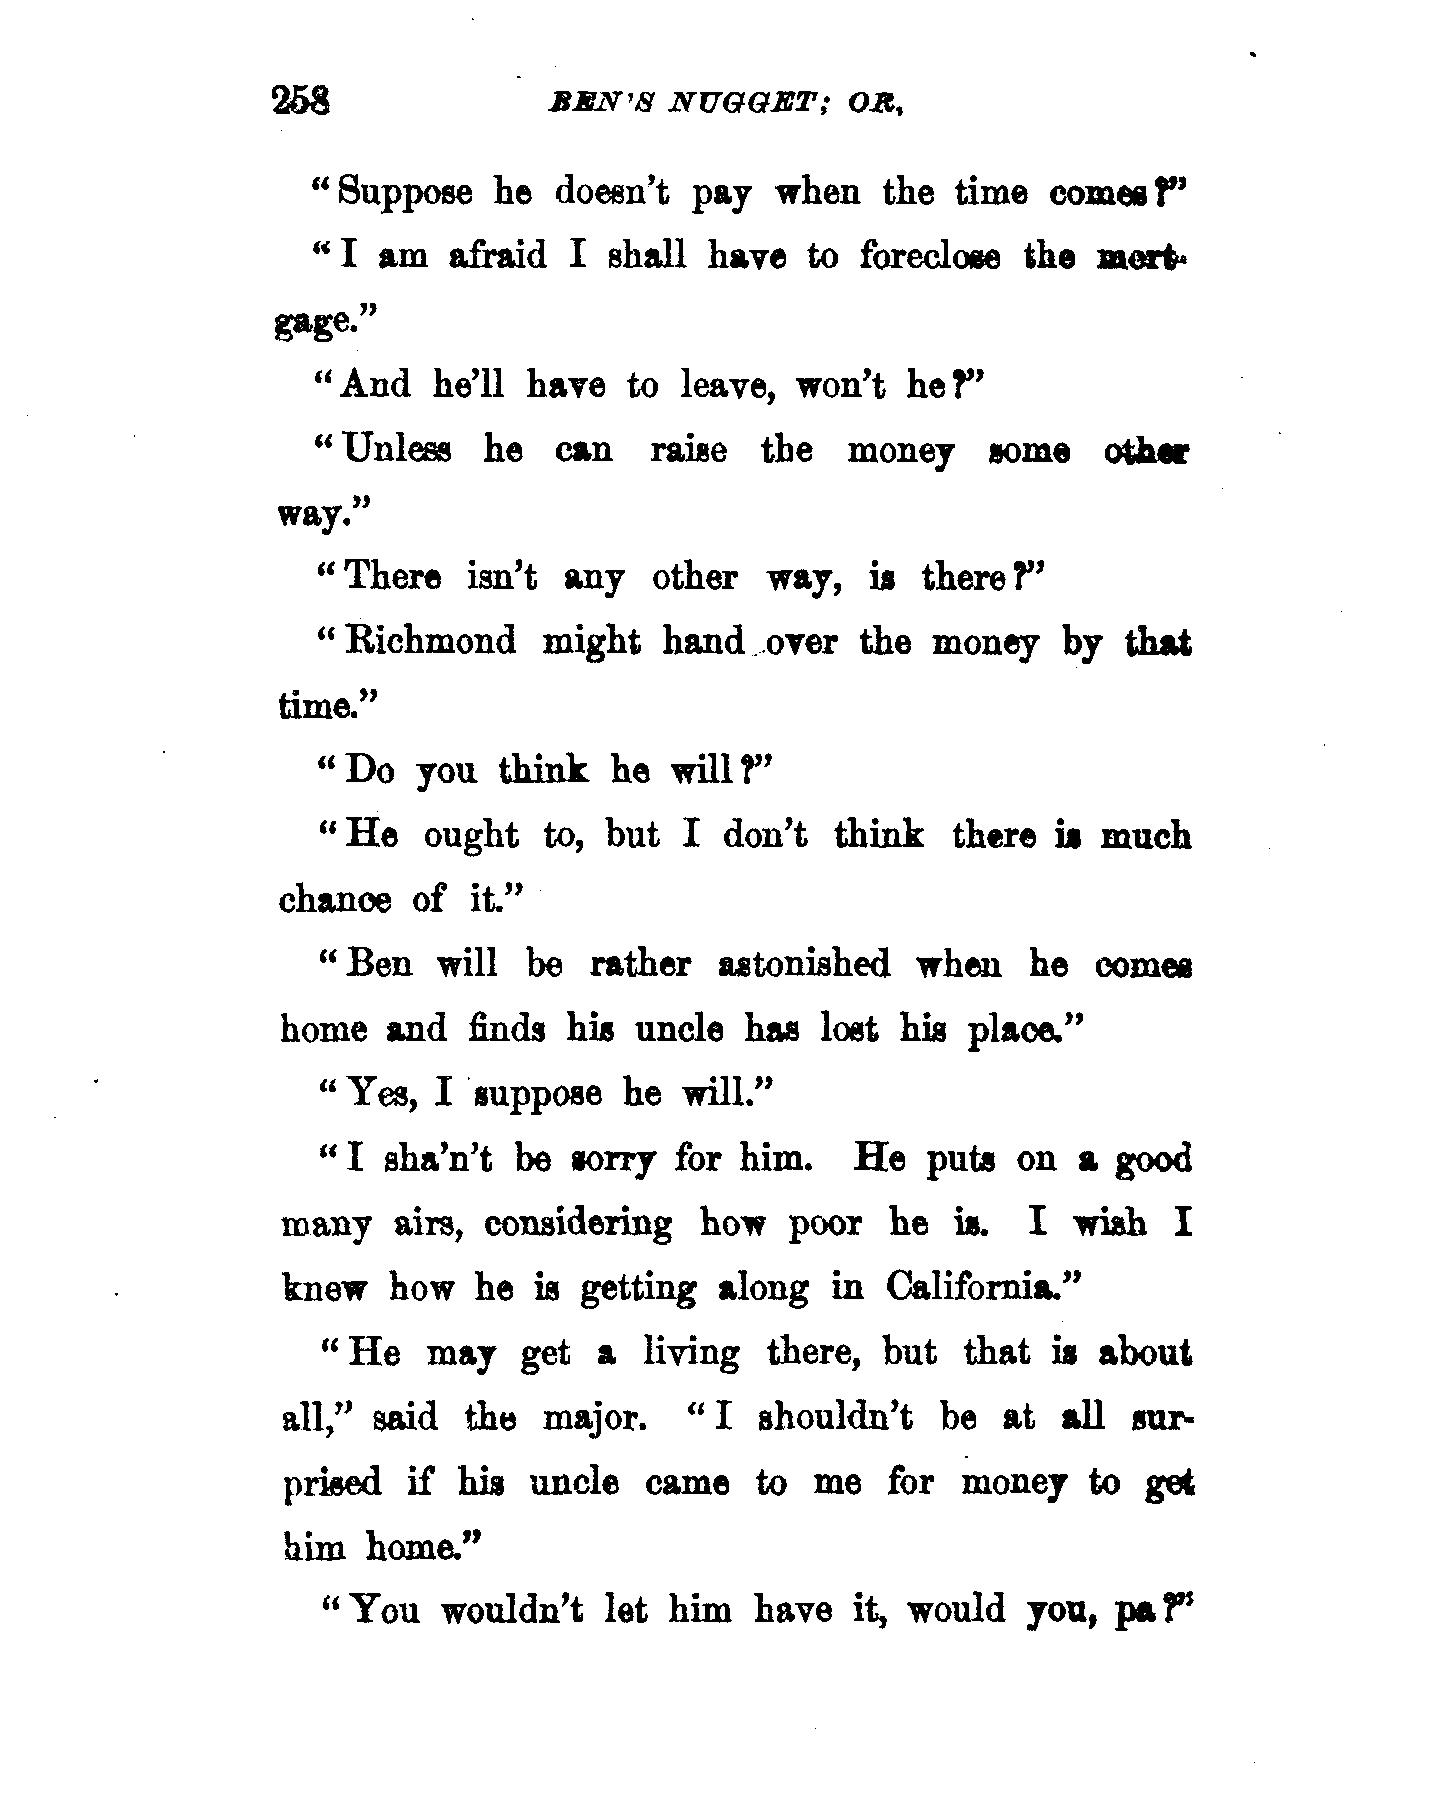 258 BEN'S NUGGET; OR,
"Suppose he doesn't pay when the time comes?"
"I am afraid I shall have to foreclose the mort-
gage."
"And he'll have to leave, won't he?"
"Unless he can raise the money some other
way."
"There isn't any other way, is there?"
"Richmond might hand over the money by that
time."
"Do you think he will?"
"He ought to, but I don't think there is much
chance of it."
"Ben will be rather astonished when he comes
home and finds his uncle has lost his place."
"Yes, I suppose he will."
"I sha'n't be sorry for him. He puts on a good
many airs, considering how poor he is. I wish I
knew how he is getting along in California."
"He may get a living there, but that is about
all," said the major. "I shouldn't be at all sur-
prised if his uncle came to me for money to get
him home."
"You wouldn't let him have it, would you, pa?"